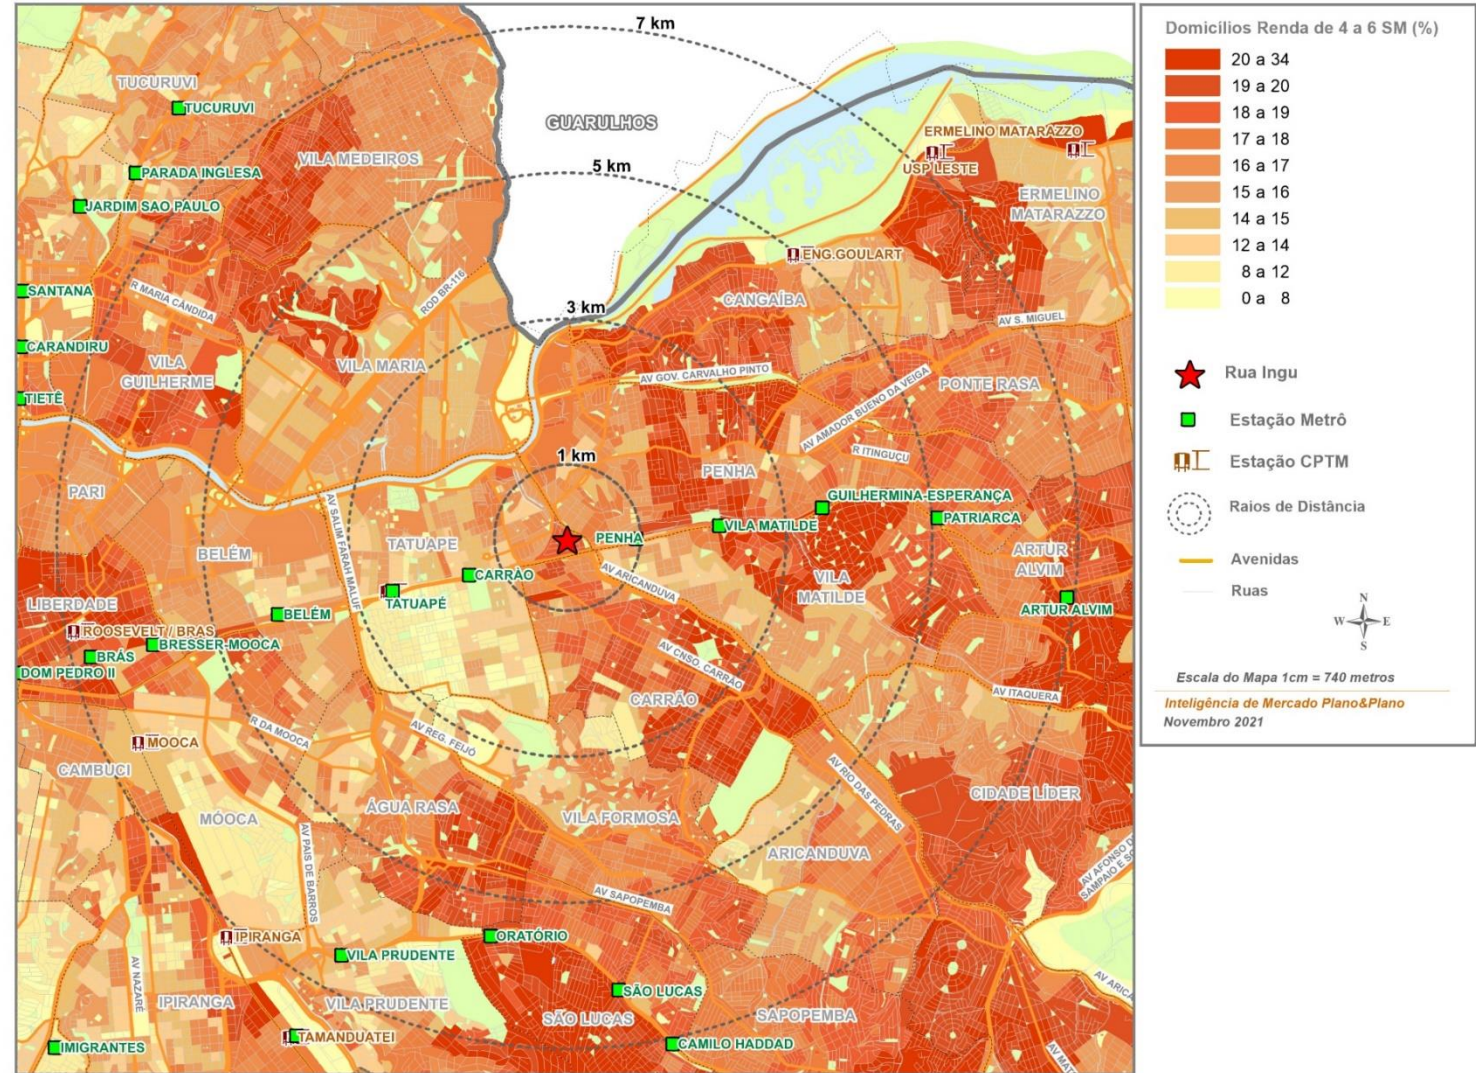 7 km
TUCURUVI
TUCURUVI
GUARULHOS
ERMELINO MATARAZZO
VILA MEDEIROS
5 km
PARADA INGLESA
USP LESTE
ERMELINO
MATARAZZO
JARDIM SAO PAULO
ENG.GOULART
SANTANA
R MARIA CÂNDIDA
ROD BR-116
3 km
CANGAÍBA
AV S. MIGUEL
CARANDIRU
VILA
GUILHERME
VILA MARIA
AV GOV. CARVALHO PINTO
PONTE RASA
TIETÊ
AV AMADOR BUENO DA VEIGA
1 km
R ITINGUÇU
PARI
PENHA
AV SALIM FARAH MALUF
GUILHERMINA-ESPERANÇA
VILA MATILDE
PATRIARCA
BELÉM
TATUAPE
PENHA
ARTUR
ALVIM
CARRÃO
AV ARICANDUVA
VILA
MATILDE
LIBERDADE
BELÉM
TATUAPÉ
ARTUR ALVIM
ROOSEVELT / BRAS
BRESSER-MOOCA
BRÁS
DOM PEDRO II
AV CNSO. CARRÃO
CARRÃO
AV ITAQUERA
R DA MOOCA
AV REG. FEIJÓ
MOOCA
CAMBUCI
AV RIO DAS PEDRAS
CIDADE LÍDER
ÁGUA RASA
VILA FORMOSA
MÓOCA
ARICANDUVA
AV PAIS DE BARROS
AV AFONSO D
SAMPAIO E SO
AV SAPOPEMBA
IPIRANGA
ORATÓRIO
VILA PRUDENTE
AV NAZARÉ
SÃO LUCAS
AV ARICA
IPIRANGA
VILA PRUDENTE
SÃO LUCAS
SAPOPEMBA
TAMANDUATEI
IMIGRANTES
CAMILO HADDAD
AV MAT
Domicílios Renda de 4 a 6 SM (%)
20 a 34
19 a 20
18 a 19
17 a 18
16 a 17
15 a 16
14 a 15
12 a 14
8 a 12
0 a 8
Rua Ingu
Estação Metrô
Estação CPTM
Raios de Distância
Avenidas
Ruas
N
W E
S
Escala do Mapa 1cm = 740 metros
Inteligência de Mercado Plano&Plano
Novembro 2021